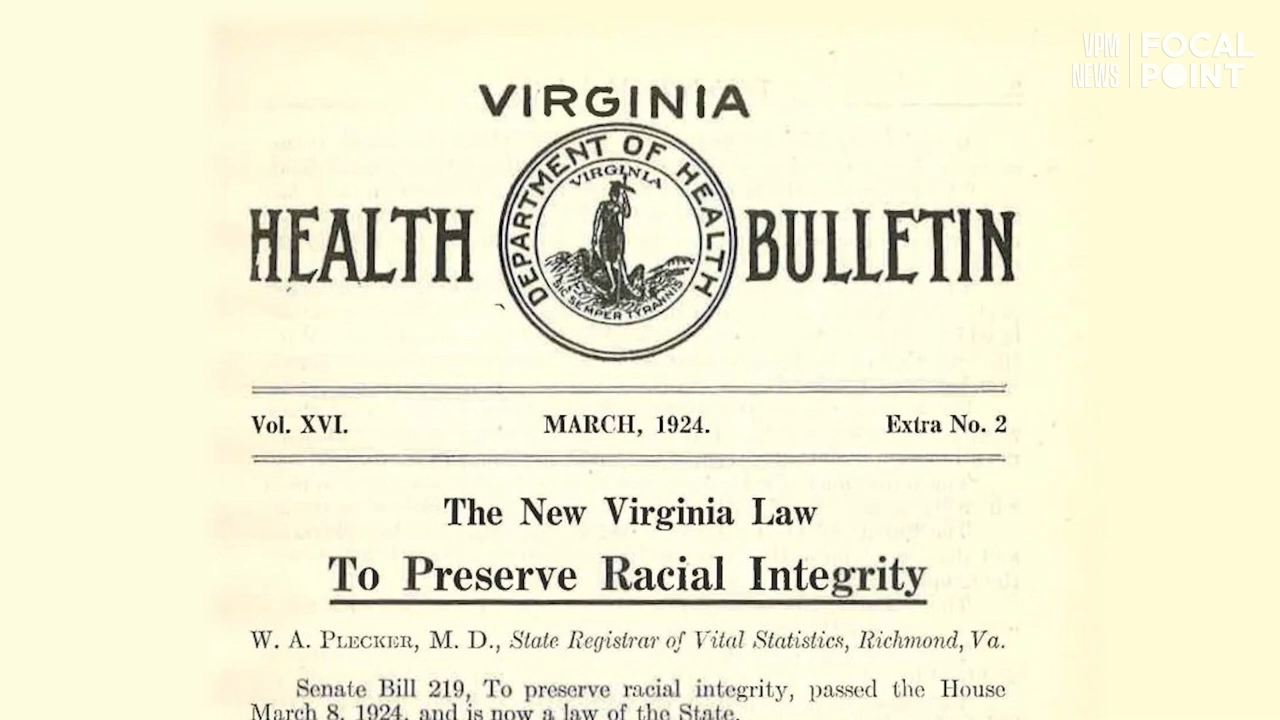 VPM NEWS | FOCAL POINT
VIRGINIA
DEPARTMENT OF HEALTH
VIRGINIA
SIC SEMPER TYRANNIS
HEALTH BULLETIN
Vol. XVI. MARCH, 1924. Extra No. 2
The New Virginia Law
To Preserve Racial Integrity
W. A. PLECKER, M. D., State Registrar of Vital Statistics, Richmond, Va.
Senate Bill 219, To preserve racial integrity, passed the House
March 8, 1924, and is now a law of the State.